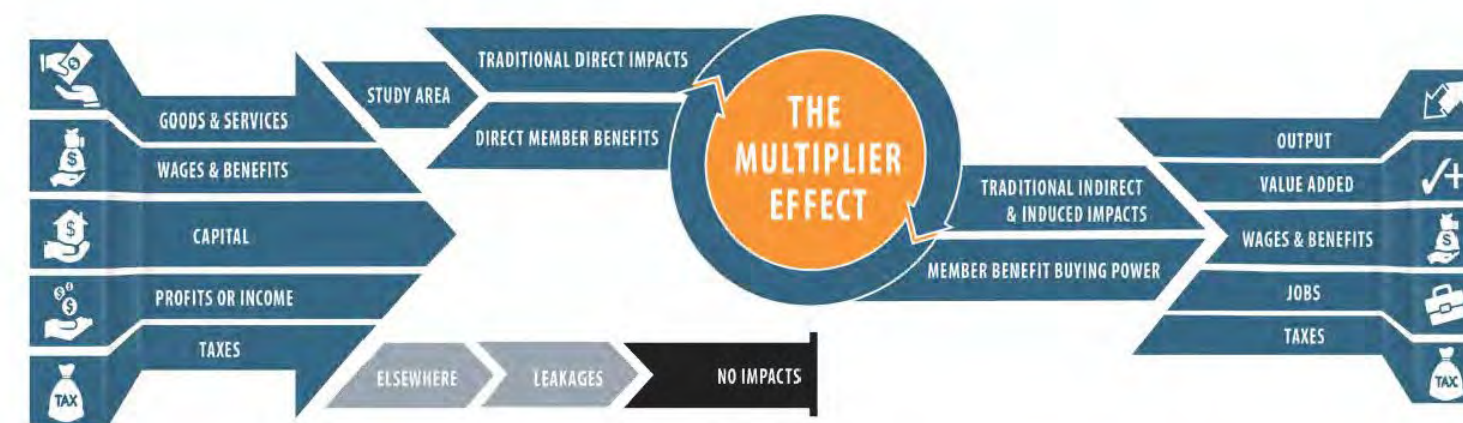 GOODS & SERVICES
WAGES & BENEFITS
CAPITAL
PROFITS OR INCOME
TAXES
TAX
STUDY AREA
TRADITIONAL DIRECT IMPACTS
DIRECT MEMBER BENEFITS
ELSEWHERE
LEAKAGES
NO IMPACTS
THE
MULTIPLIER
EFFECT
TRADITIONAL INDIRECT
& INDUCED IMPACTS
MEMBER BENEFIT BUYING POWER
OUTPUT
VALUE ADDED
WAGES & BENEFITS
JOBS
TAXES
TAX